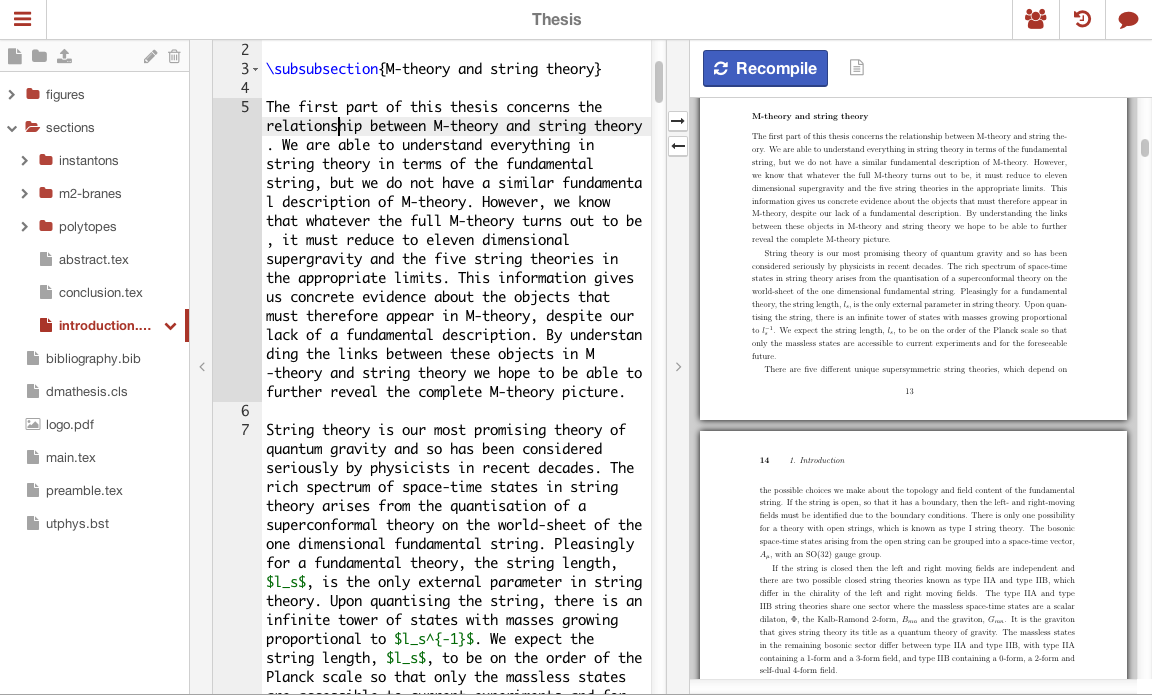 Thesis
figures
sections
instantons
m2-branes
polytopes
abstract.tex
conclusion.tex
introduction....
bibliography.bib
dmathesis.cls
logo.pdf
main.tex
preamble.tex
utphys.bst
2
3 \subsubsection{M-theory and string theory}
4
5 The first part of this thesis concerns the
relationship between M-theory and string theory
. We are able to understand everything in
string theory in terms of the fundamental
string, but we do not have a similar fundamenta
l description of M-theory. However, we know
that whatever the full M-theory turns out to be
, it must reduce to eleven dimensional
supergravity and the five string theories in
the appropriate limits. This information gives
us concrete evidence about the objects that
must therefore appear in M-theory, despite our
lack of a fundamental description. By understan
ding the links between these objects in M
-theory and string theory we hope to be able to
further reveal the complete M-theory picture.
6
7 String theory is our most promising theory of
quantum gravity and so has been considered
seriously by physicists in recent decades. The
rich spectrum of space-time states in string
theory arises from the quantisation of a
superconformal theory on the world-sheet of the
one dimensional fundamental string. Pleasingly
for a fundamental theory, the string length,
$l_s$, is the only external parameter in string
theory. Upon quantising the string, there is an
infinite tower of states with masses growing
proportional to $l_s^{-1}$. We expect the
string length, $l_s$, to be on the order of the
Planck scale so that only the massless states
are accessible to current experiments and for
Recompile
M-theory and string theory
The first part of this thesis concerns the relationship between M-theory and string the-
ory. We are able to understand everything in string theory in terms of the fundamental
string, but we do not have a similar fundamental description of M-theory. However,
we know that whatever the full M-theory turns out to be, it must reduce to eleven
dimensional supergravity and the five string theories in the appropriate limits. This
information gives us concrete evidence about the objects that must therefore appear in
M-theory, despite our lack of a fundamental description. By understanding the links
between these objects in M-theory and string theory we hope to be able to further
reveal the complete M-theory picture.
String theory is our most promising theory of quantum gravity and so has been
considered seriously by physicists in recent decades. The rich spectrum of space-time
states in string theory arises from the quantisation of a superconformal theory on the
world-sheet of the one dimensional fundamental string. Pleasingly for a fundamental
theory, the string length, lₛ, is the only external parameter in string theory. Upon quan-
tising the string, there is an infinite tower of states with masses growing proportional
to lₛ⁻¹. We expect the string length, lₛ, to be on the order of the Planck scale so that
only the massless states are accessible to current experiments and for the foreseeable
future.
There are five different unique supersymmetric string theories, which depend on
13
14 1. Introduction
the possible choices we make about the topology and field content of the fundamental
string. If the string is open, so that it has a boundary, then the left- and right-moving
fields must be identified due to the boundary conditions. There is only one possibility
for a theory with open strings, which is known as type I string theory. The bosonic
space-time states arising from the open string can be grouped into a space-time vector,
Aμ, with an SO(32) gauge group.
If the string is closed then the left and right moving fields are independent and
there are two possible closed string theories known as type IIA and type IIB, which
differ in the chirality of the left and right moving fields. The type IIA and type
IIB string theories share one sector where the massless space-time states are a scalar
dilaton, Φ, the Kalb-Ramond 2-form, Bmn and the graviton, Gmn. It is the graviton
that gives string theory its title as a quantum theory of gravity. The massless states
in the remaining bosonic sector differ between type IIA and type IIB, with type IIA
containing a 1-form and a 3-form field, and type IIB containing a 0-form, a 2-form and
self-dual 4-form field.